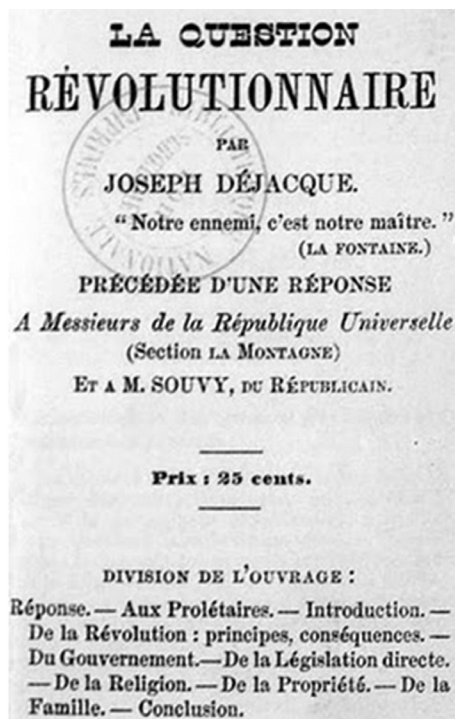 LA QUESTION
RÉVOLUTIONNAIRE
PAR
JOSEPH DÉJACQUE.
“ Notre ennemi, c'est notre maître. ”
(LA FONTAINE.)
PRÉCÉDÉE D'UNE RÉPONSE
A Messieurs de la République Universelle
(Section LA MONTAGNE)
ET A M. SOUVY, DU RÉPUBLICAIN.
Prix : 25 cents.
DIVISION DE L'OUVRAGE :
Réponse. — Aux Prolétaires. — Introduction. —
De la Révolution : principes, conséquences. —
Du Gouvernement. — De la Législation directe.
— De la Religion. — De la Propriété. — De la
Famille. — Conclusion.